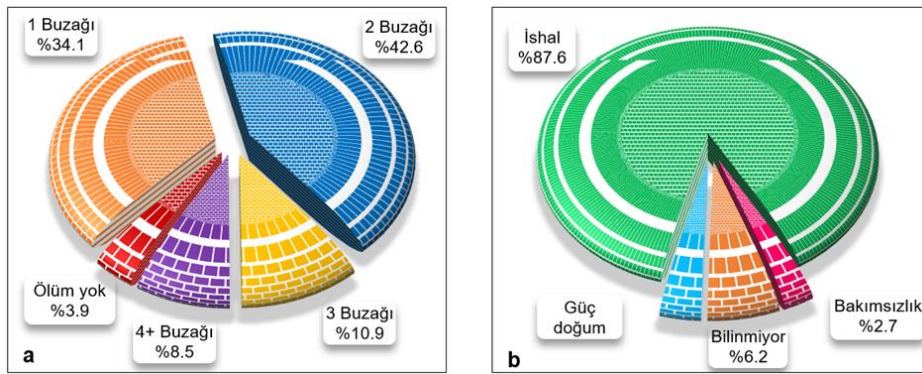 1 Buzağı
%34.1
2 Buzağı
%42.6
Ölüm yok
%3.9
4+ Buzağı
%8.5
3 Buzağı
%10.9
a
İshal
%87.6
Güç
doğum
Bilinmiyor
%6.2
Bakımsızlık
%2.7
b